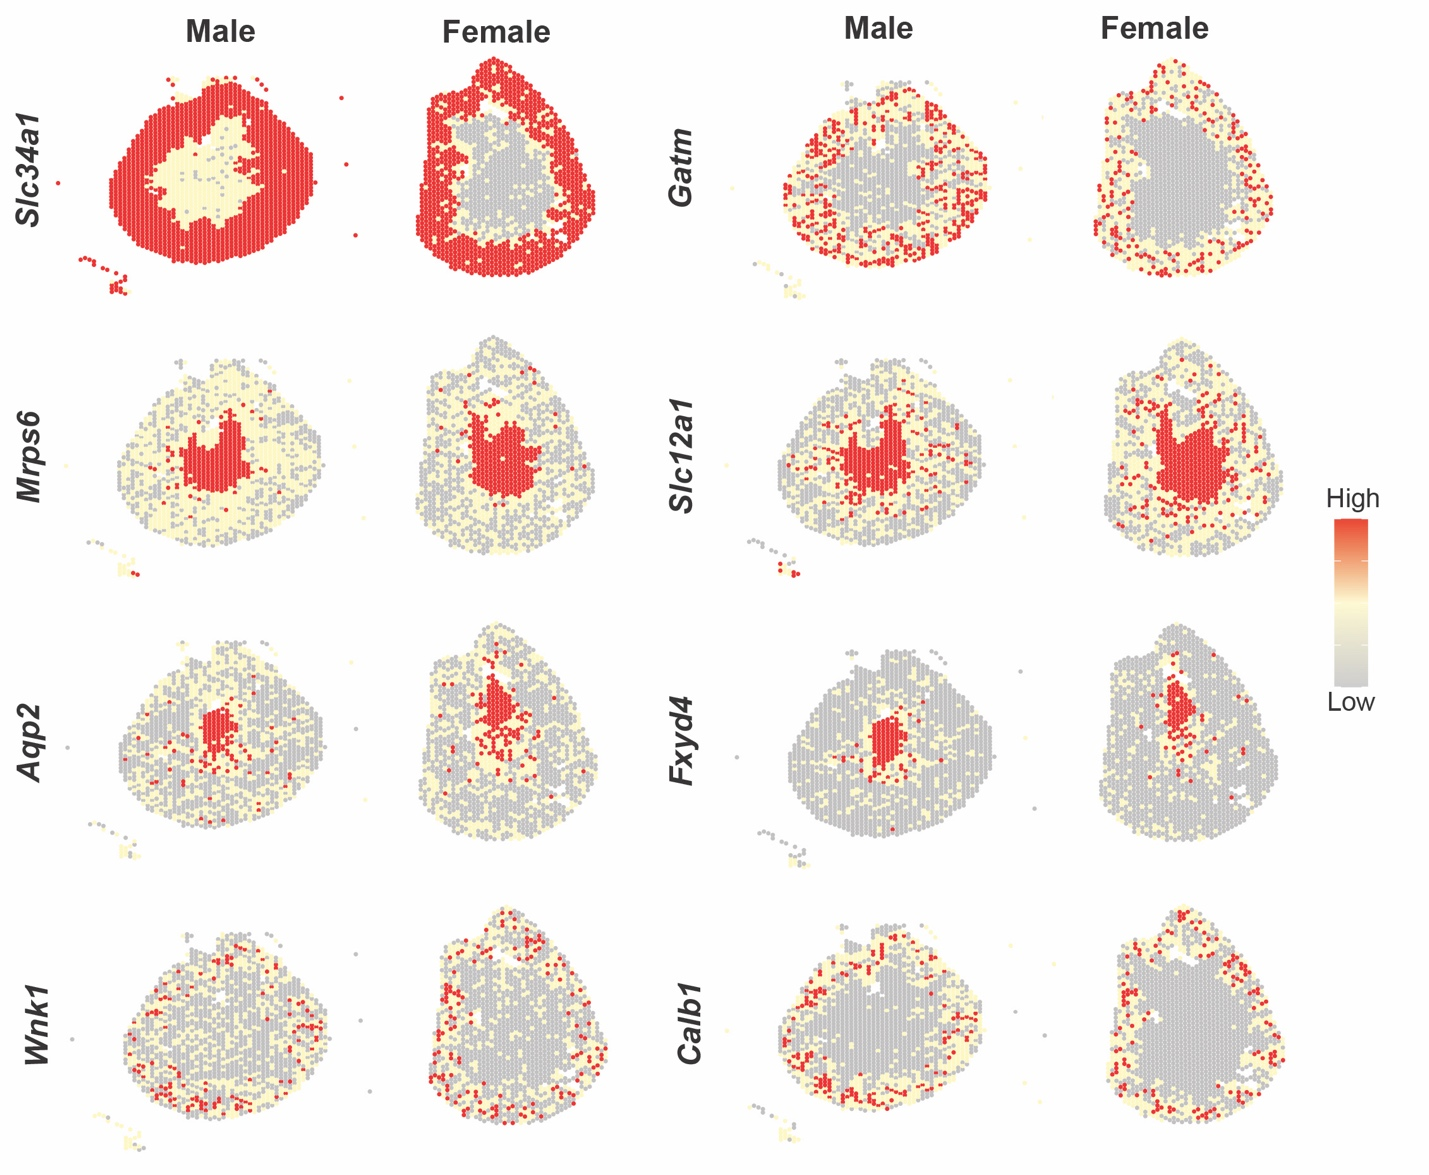 Male Female Male Female
Slc34a1 Gatm
Mrps6 Slc12a1
High
Low
Aqp2 Fxyd4
Wnk1 Calb1